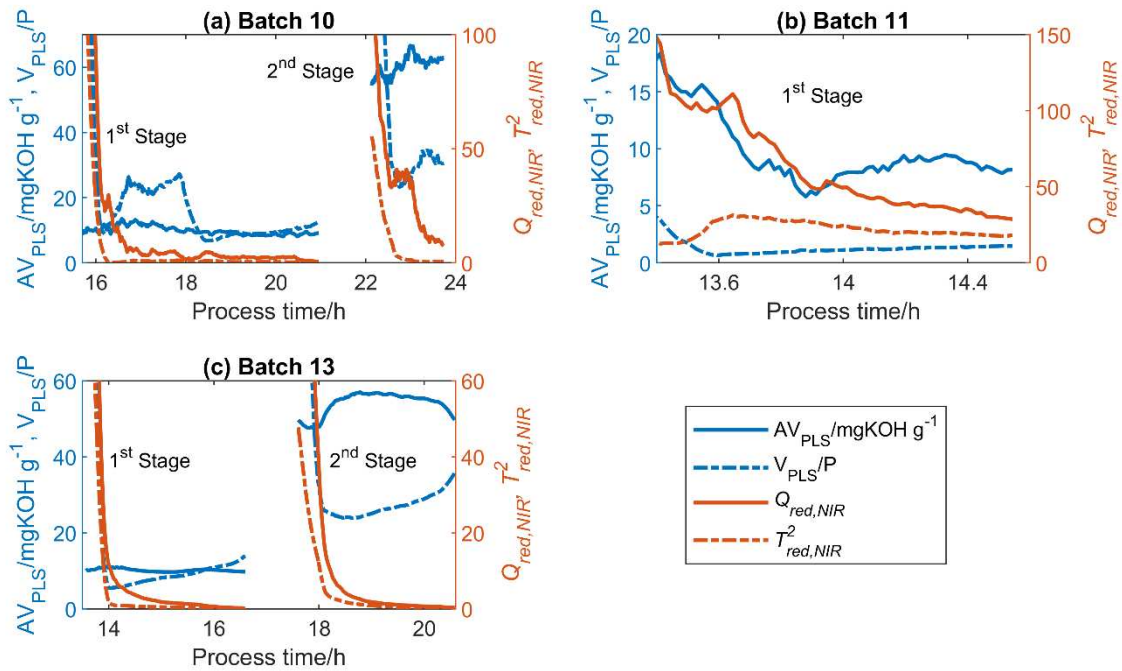 (a) Batch 10
AV_PLS/mgKOH g⁻¹, V_PLS/P
60
40
20
0
1st Stage
2nd Stage
100
50
0
Q_red,NIR, T²_red,NIR
16 18 20 22 24
Process time/h
(b) Batch 11
AV_PLS/mgKOH g⁻¹, V_PLS/P
20
15
10
5
0
1st Stage
150
100
50
0
Q_red,NIR, T²_red,NIR
13.6 14 14.4
Process time/h
(c) Batch 13
AV_PLS/mgKOH g⁻¹, V_PLS/P
60
40
20
0
1st Stage
2nd Stage
60
40
20
0
Q_red,NIR, T²_red,NIR
14 16 18 20
Process time/h
AV_PLS/mgKOH g⁻¹
V_PLS/P
Q_red,NIR
T²_red,NIR